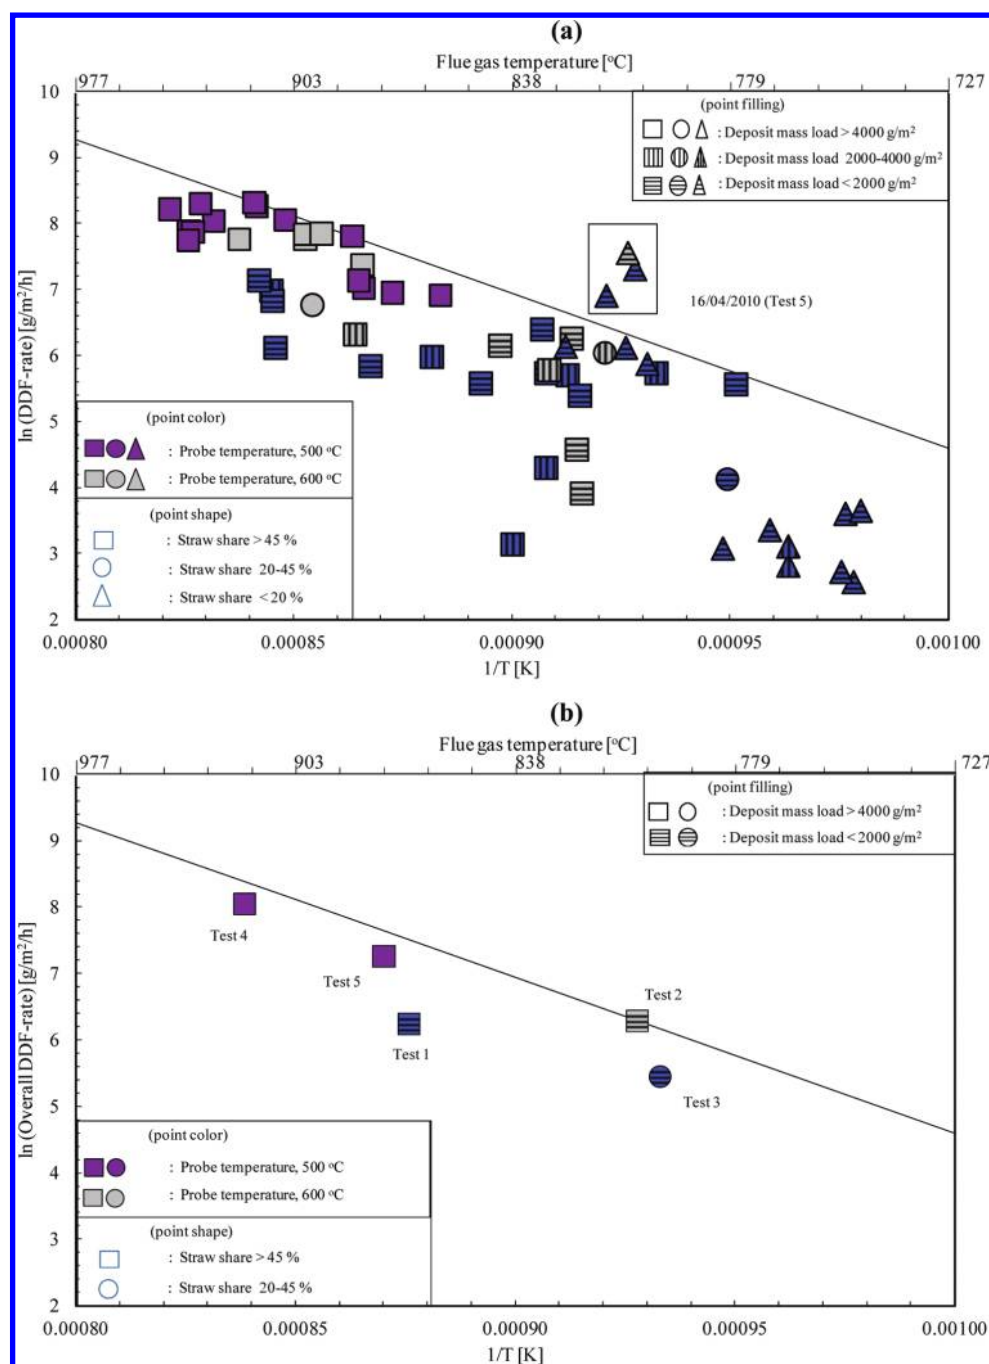 (a)
Flue gas temperature [°C]
977 903 838 779 727
10
9
8
7
6
5
4
3
2
ln (DDF-rate) [g/m²/h]
(point filling)
: Deposit mass load > 4000 g/m²
: Deposit mass load 2000-4000 g/m²
: Deposit mass load < 2000 g/m²
16/04/2010 (Test 5)
(point color)
: Probe temperature, 500 °C
: Probe temperature, 600 °C
(point shape)
: Straw share > 45 %
: Straw share 20-45 %
: Straw share < 20 %
0.00080 0.00085 0.00090 0.00095 0.00100
1/T [K]
(b)
Flue gas temperature [°C]
977 903 838 779 727
10
9
8
7
6
5
4
3
2
ln (Overall DDF-rate) [g/m²/h]
(point filling)
: Deposit mass load > 4000 g/m²
: Deposit mass load < 2000 g/m²
Test 4
Test 5
Test 2
Test 1
Test 3
(point color)
: Probe temperature, 500 °C
: Probe temperature, 600 °C
(point shape)
: Straw share > 45 %
: Straw share 20-45 %
0.00080 0.00085 0.00090 0.00095 0.00100
1/T [K]